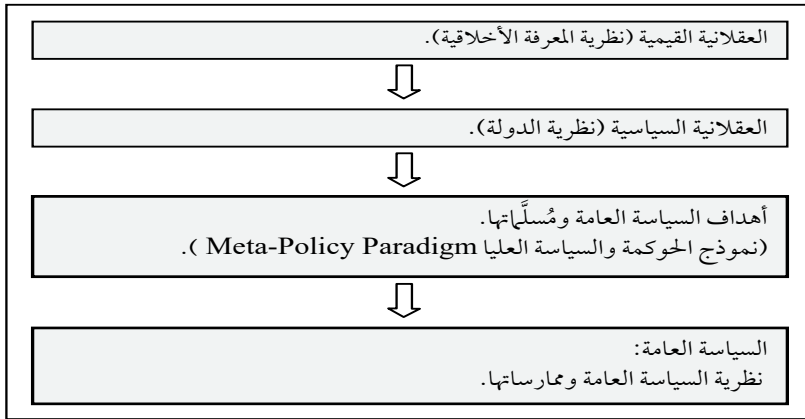 العقلانية القيمية (نظرية المعرفة الأخلاقية).
العقلانية السياسية (نظرية الدولة).
أهداف السياسة العامة ومُسلَّماتها.
(نموذج الحوكمة والسياسة العليا Meta-Policy Paradigm ).
السياسة العامة:
نظرية السياسة العامة وممارساتها.